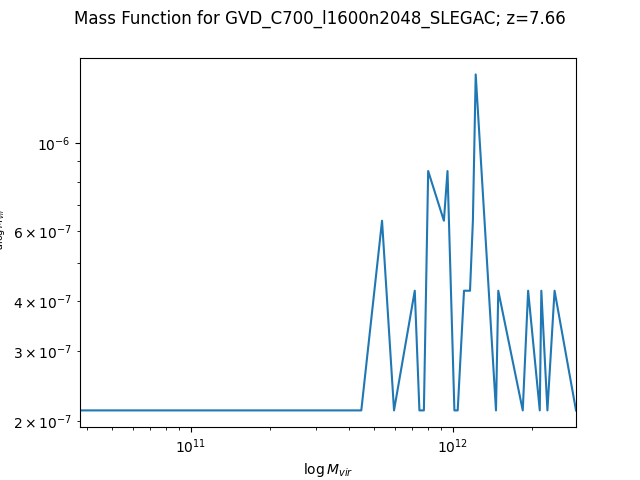 Mass Function for GVD_C700_l1600n2048_SLEGAC; z=7.66
10⁻⁶
6 × 10⁻⁷
4 × 10⁻⁷
3 × 10⁻⁷
2 × 10⁻⁷
10¹¹
10¹²
log M_vir